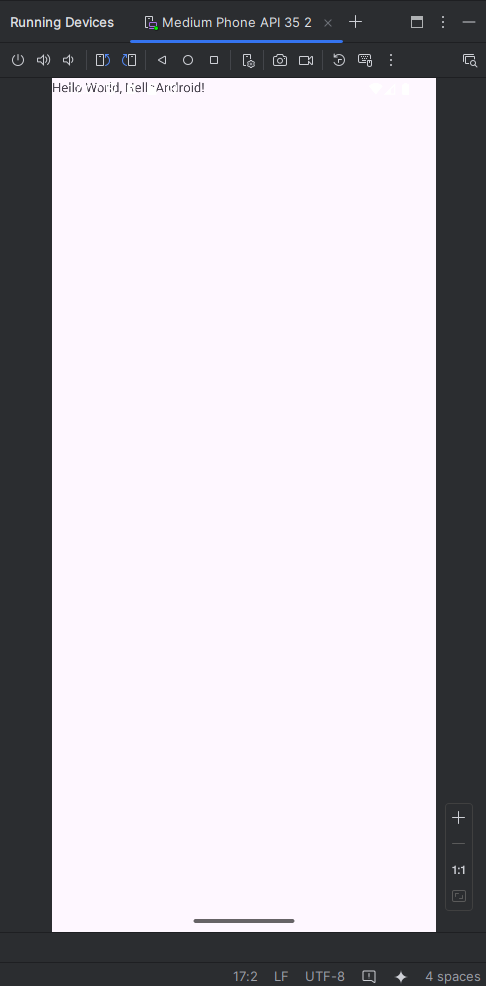 Running Devices
Medium Phone API 35 2
Hello World, Hello Android!
1:1
17:2 LF UTF-8 4 spaces